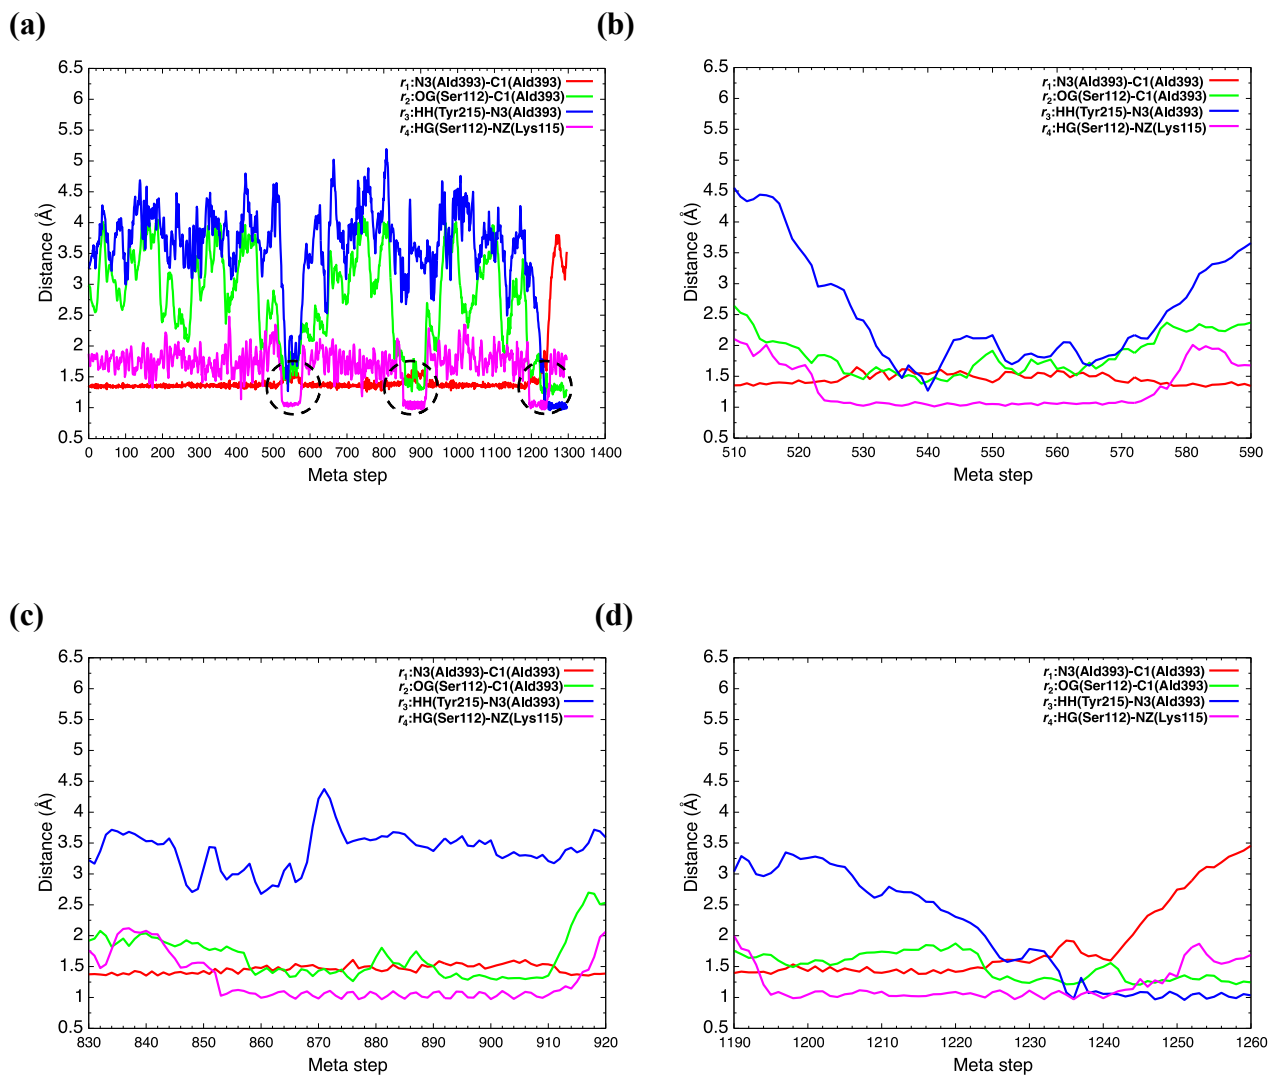 (a)
6.5
6
5.5
5
4.5
4
3.5
3
2.5
2
1.5
1
0.5
0 100 200 300 400 500 600 700 800 900 1000 1100 1200 1300 1400
Distance (Å)
Meta step
r1:N3(Ald393)-C1(Ald393)
r2:OG(Ser112)-C1(Ald393)
r3:HH(Tyr215)-N3(Ald393)
r4:HG(Ser112)-NZ(Lys115)
(b)
6.5
6
5.5
5
4.5
4
3.5
3
2.5
2
1.5
1
0.5
510 520 530 540 550 560 570 580 590
Distance (Å)
Meta step
r1:N3(Ald393)-C1(Ald393)
r2:OG(Ser112)-C1(Ald393)
r3:HH(Tyr215)-N3(Ald393)
r4:HG(Ser112)-NZ(Lys115)
(c)
6.5
6
5.5
5
4.5
4
3.5
3
2.5
2
1.5
1
0.5
830 840 850 860 870 880 890 900 910 920
Distance (Å)
Meta step
r1:N3(Ald393)-C1(Ald393)
r2:OG(Ser112)-C1(Ald393)
r3:HH(Tyr215)-N3(Ald393)
r4:HG(Ser112)-NZ(Lys115)
(d)
6.5
6
5.5
5
4.5
4
3.5
3
2.5
2
1.5
1
0.5
1190 1200 1210 1220 1230 1240 1250 1260
Distance (Å)
Meta step
r1:N3(Ald393)-C1(Ald393)
r2:OG(Ser112)-C1(Ald393)
r3:HH(Tyr215)-N3(Ald393)
r4:HG(Ser112)-NZ(Lys115)